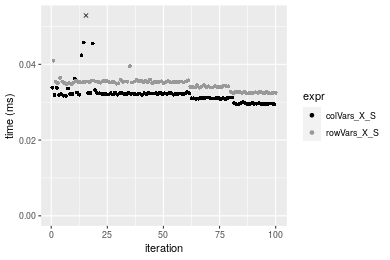 time (ms)
0.04
0.02
0.00
0
25
50
75
100
iteration
expr
colVars_X_S
rowVars_X_S